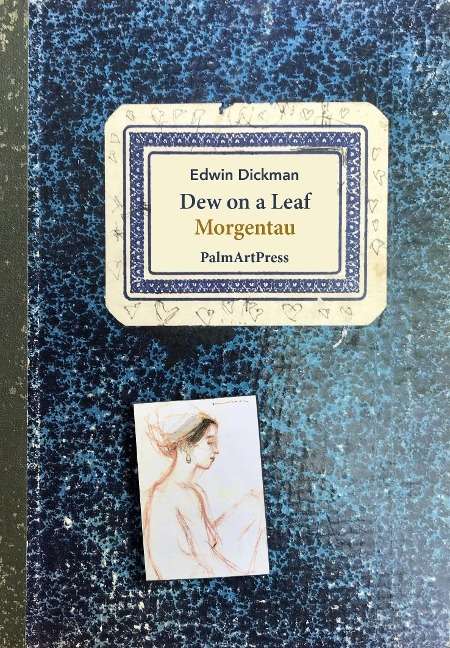 Edwin Dickman
Dew on a Leaf
Morgentau
PalmArtPress